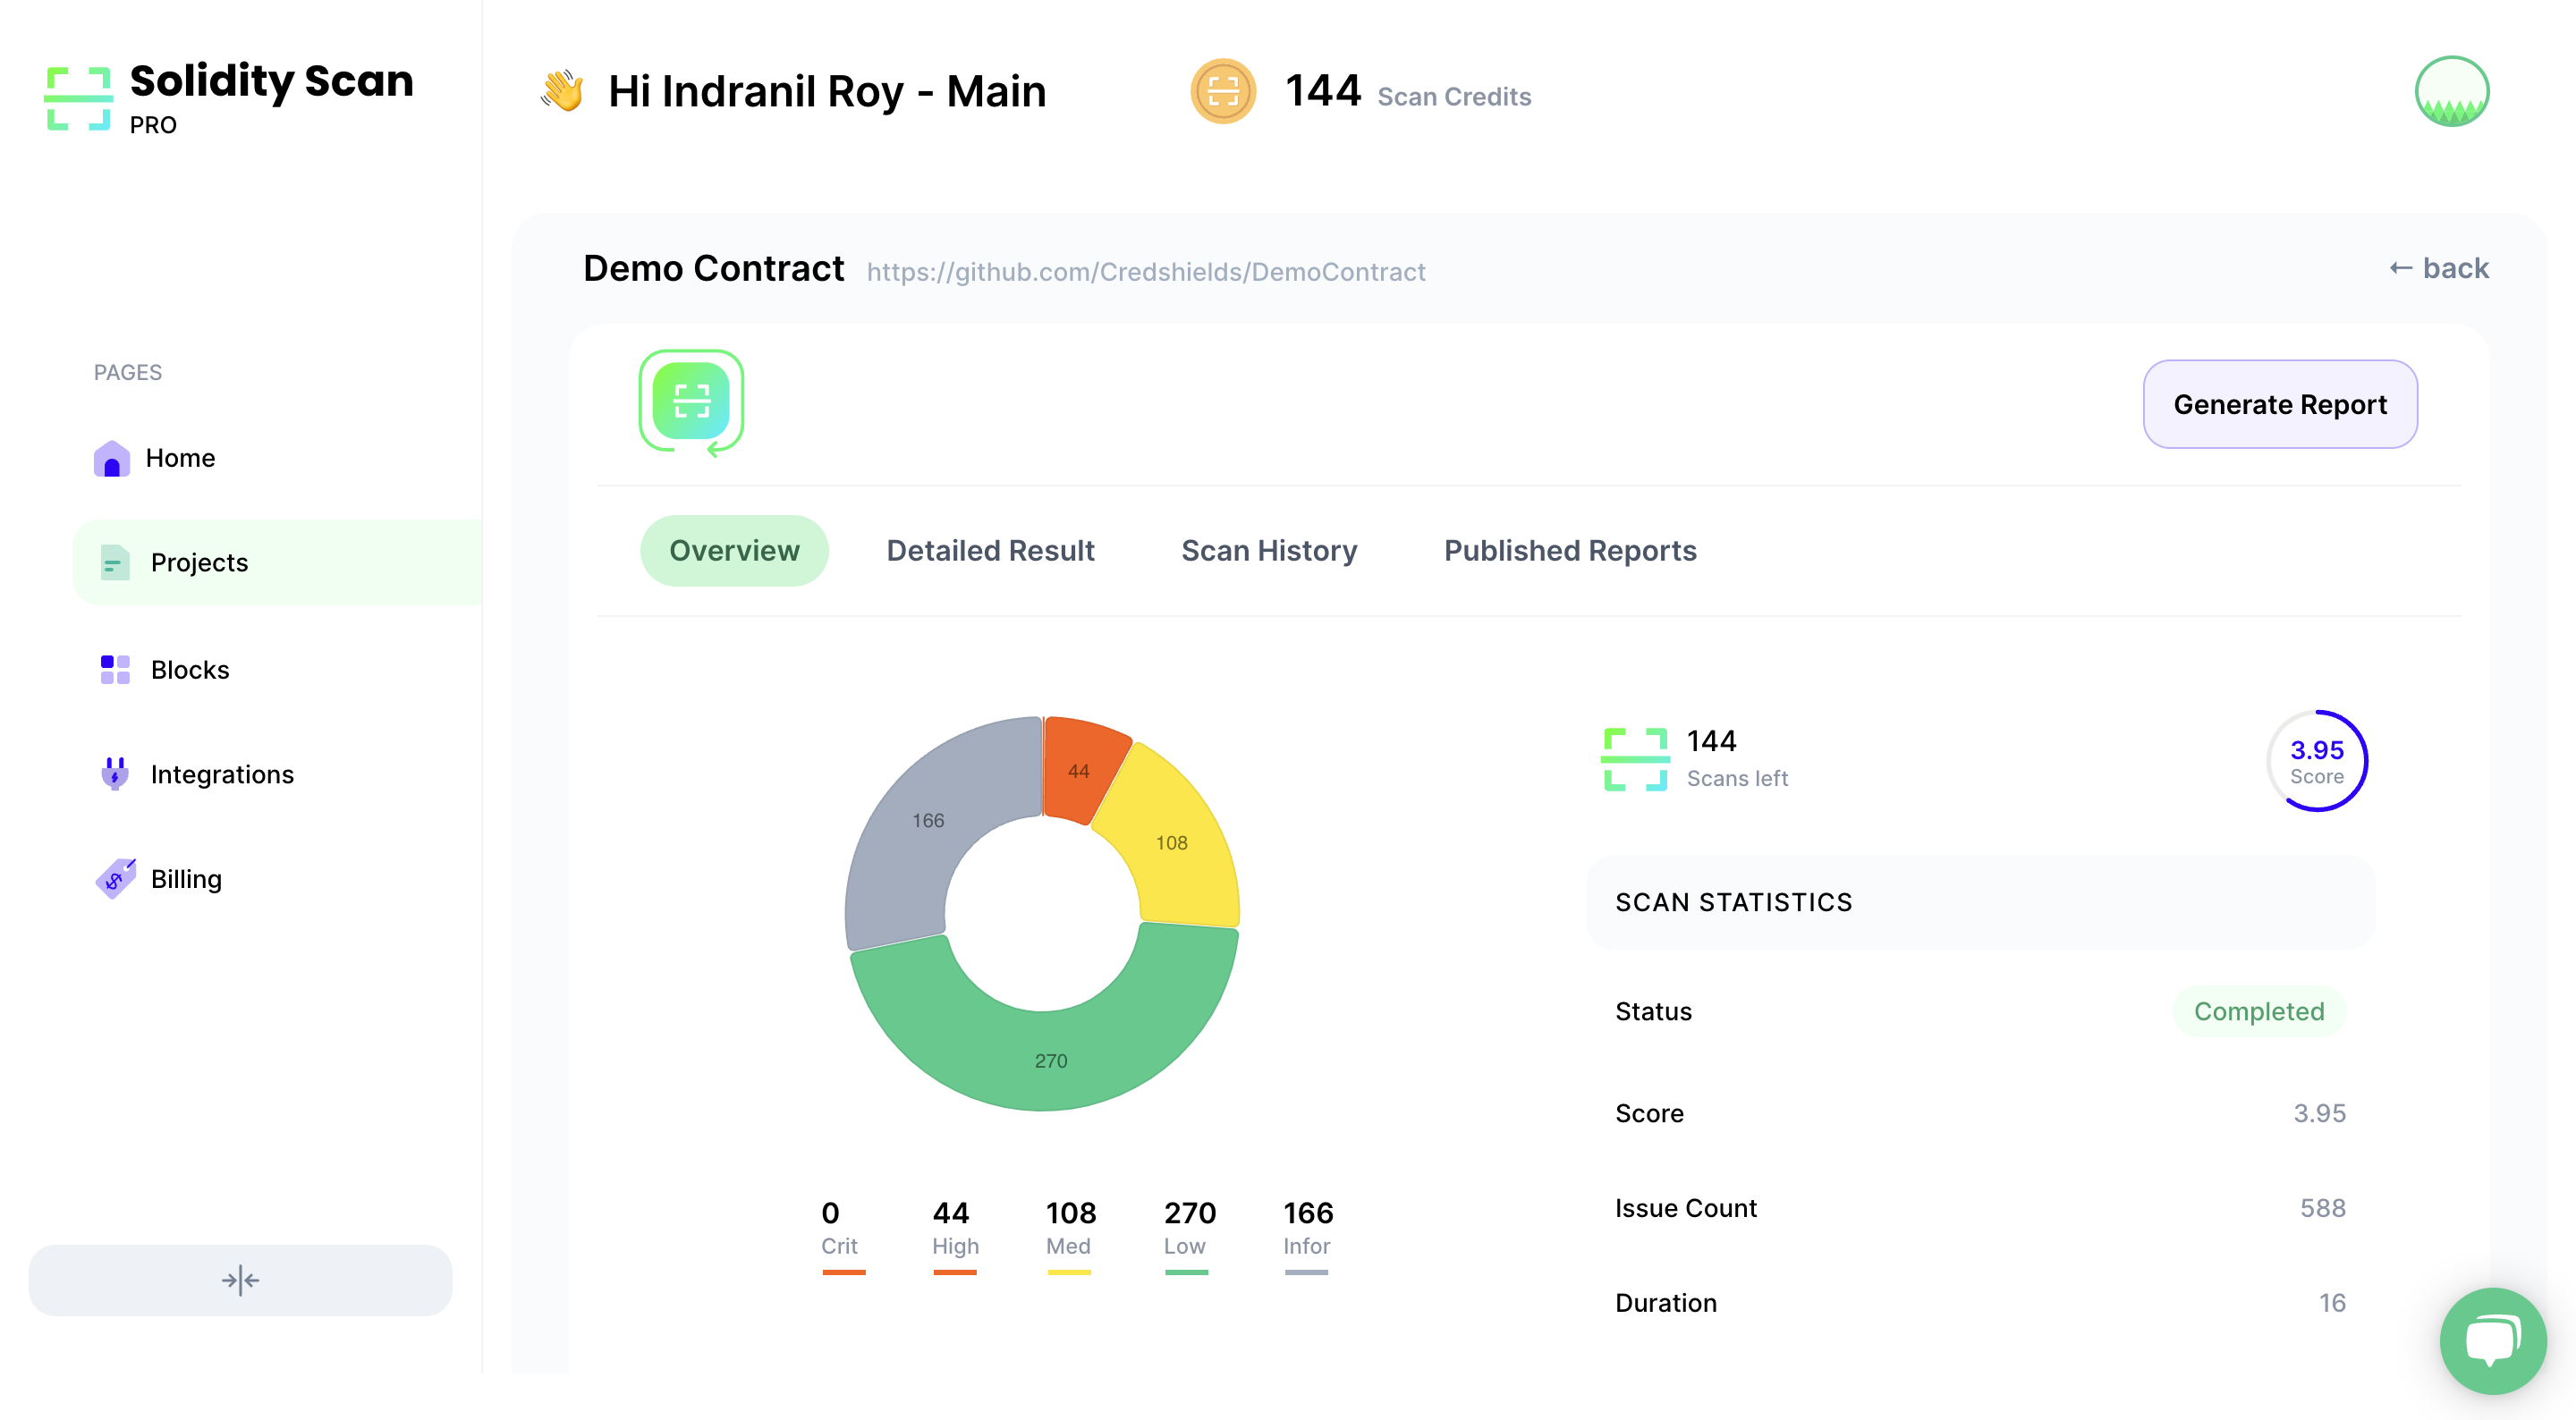 Solidity Scan
PRO
Hi Indranil Roy - Main
144 Scan Credits
Demo Contract https://github.com/Credshields/DemoContract
← back
PAGES
Home
Projects
Blocks
Integrations
Billing
Generate Report
Overview Detailed Result Scan History Published Reports
44
108
166
270
0 44 108 270 166
Crit High Med Low Infor
144
Scans left
3.95
Score
SCAN STATISTICS
Status Completed
Score 3.95
Issue Count 588
Duration 16